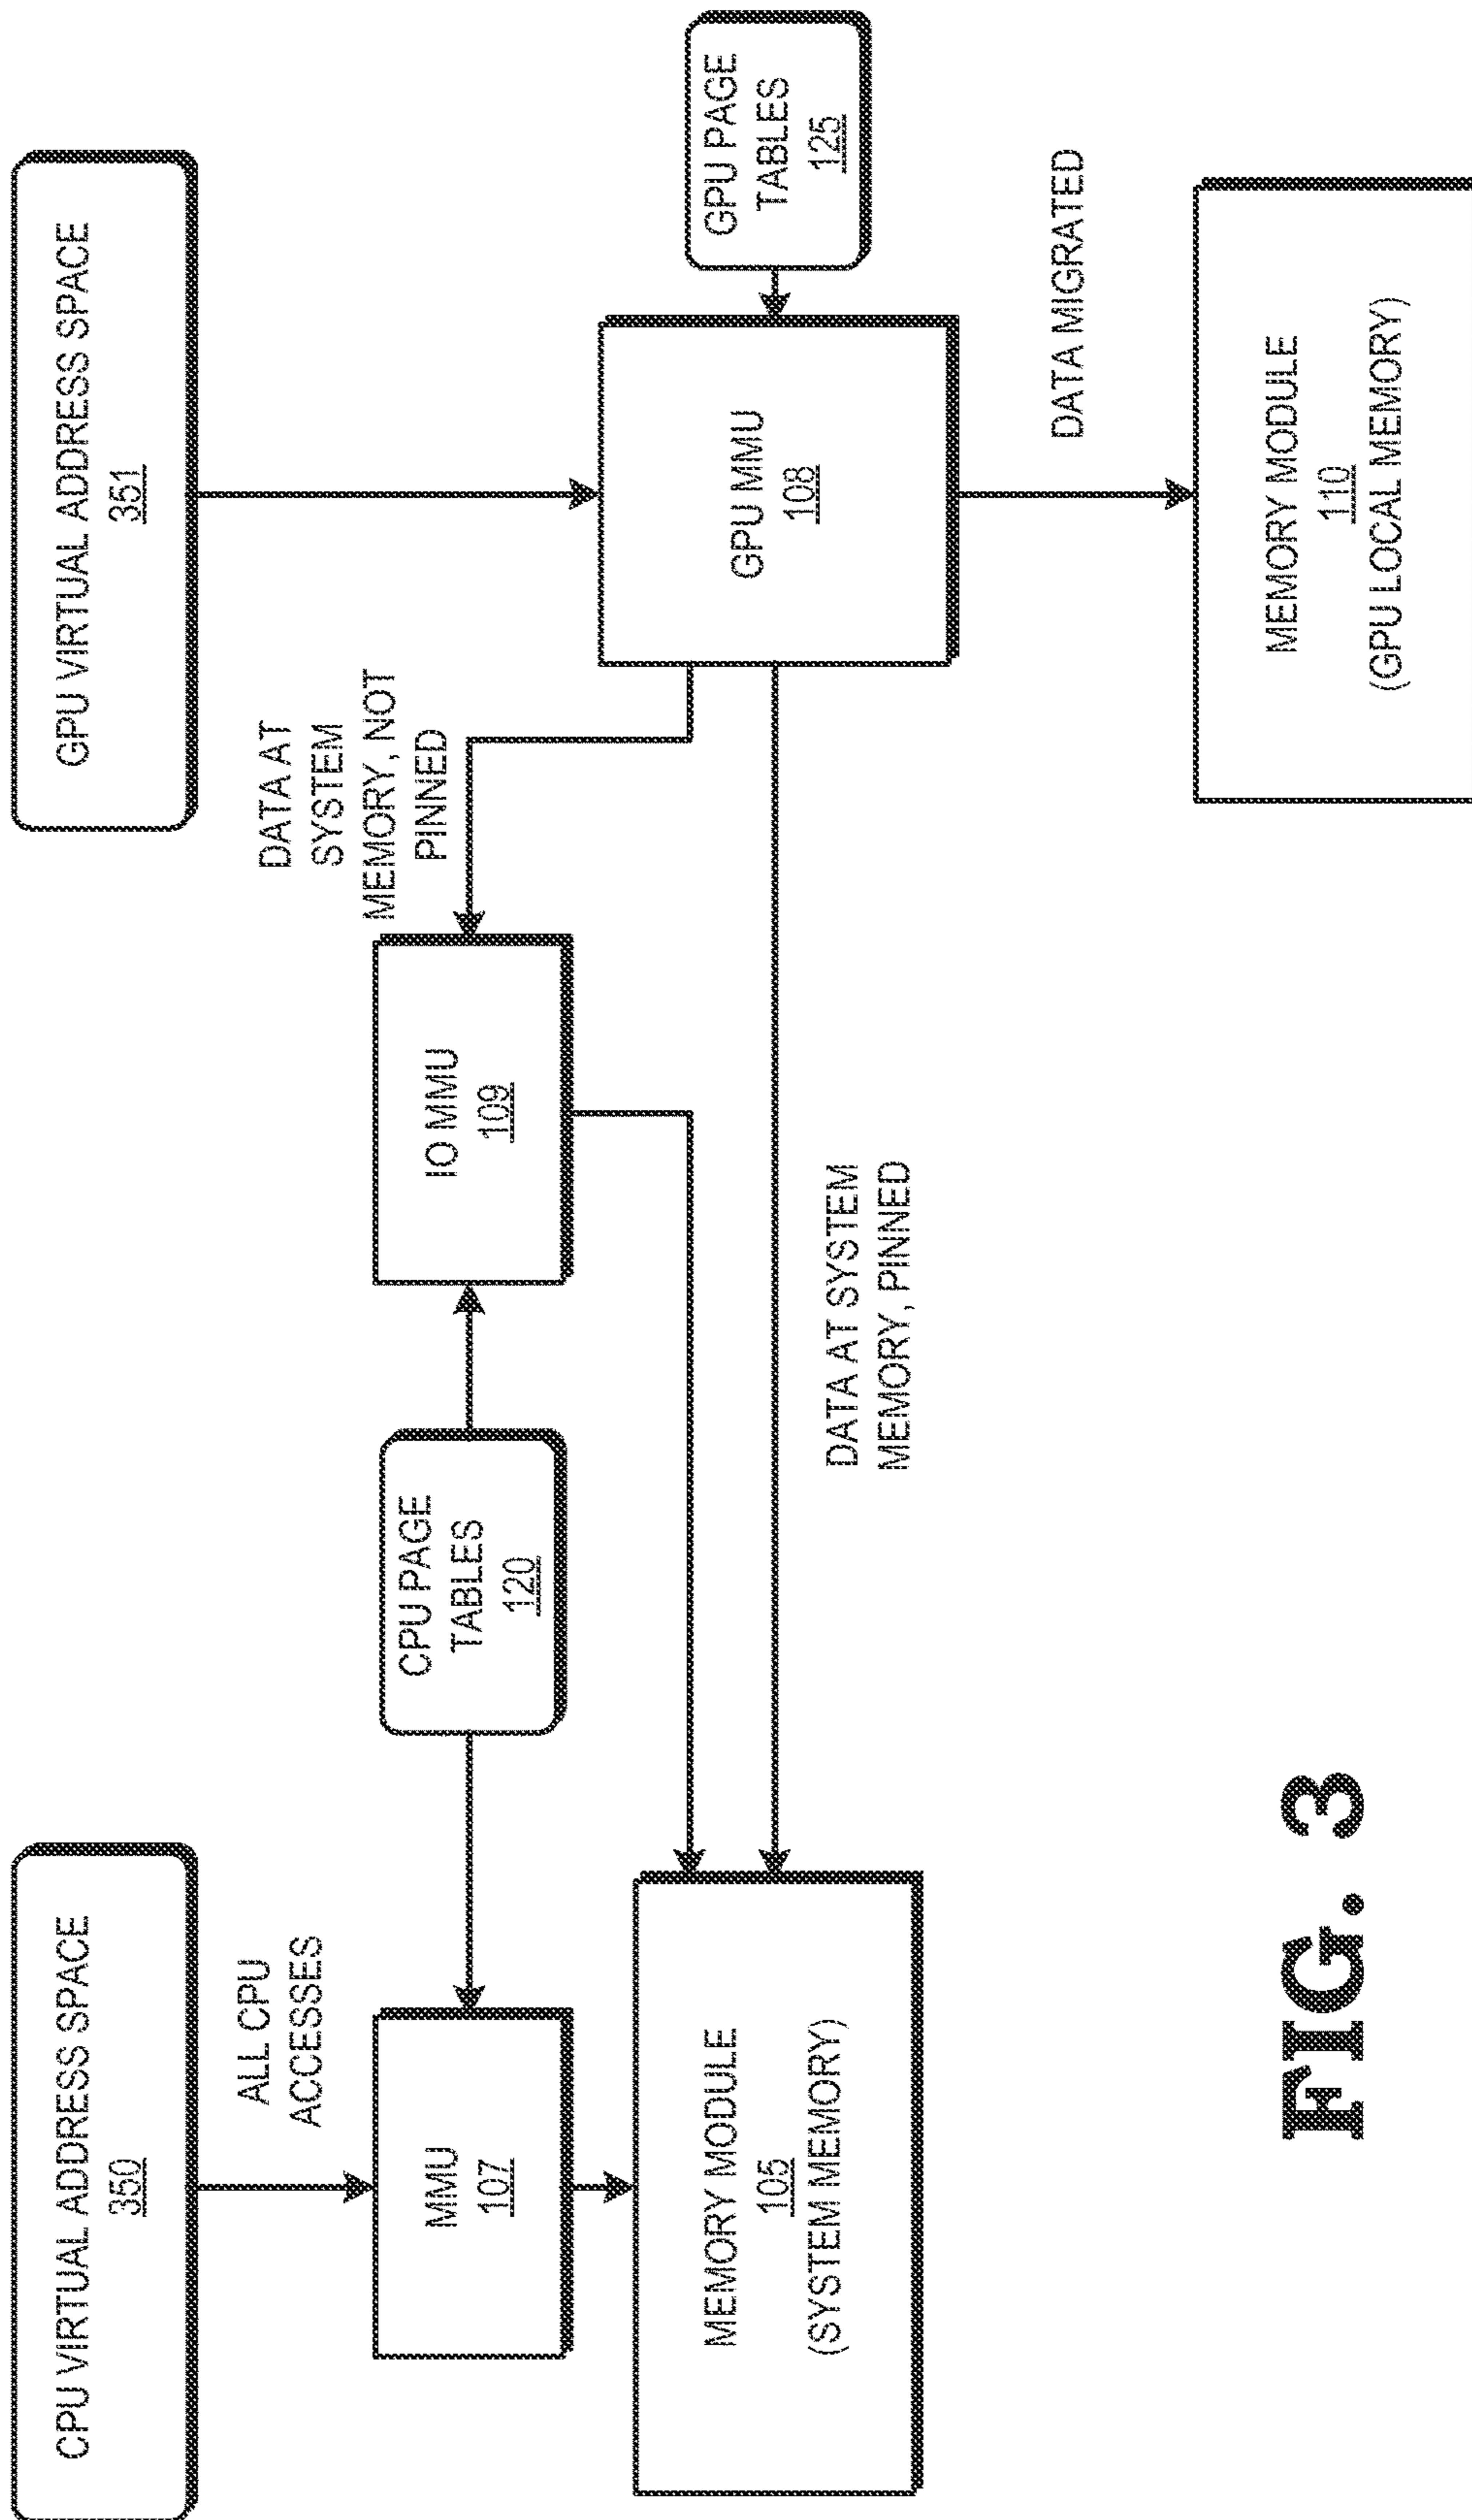 CPU VIRTUAL ADDRESS SPACE
350
GPU VIRTUAL ADDRESS SPACE
351
ALL CPU
ACCESSES
DATA AT
SYSTEM
MEMORY, NOT
PINNED
MMU
107
CPU PAGE
TABLES
120
IO MMU
109
GPU MMU
108
GPU PAGE
TABLES
125
MEMORY MODULE
105
(SYSTEM MEMORY)
DATA AT SYSTEM
MEMORY, PINNED
DATA MIGRATED
MEMORY MODULE
110
(GPU LOCAL MEMORY)
FIG. 3